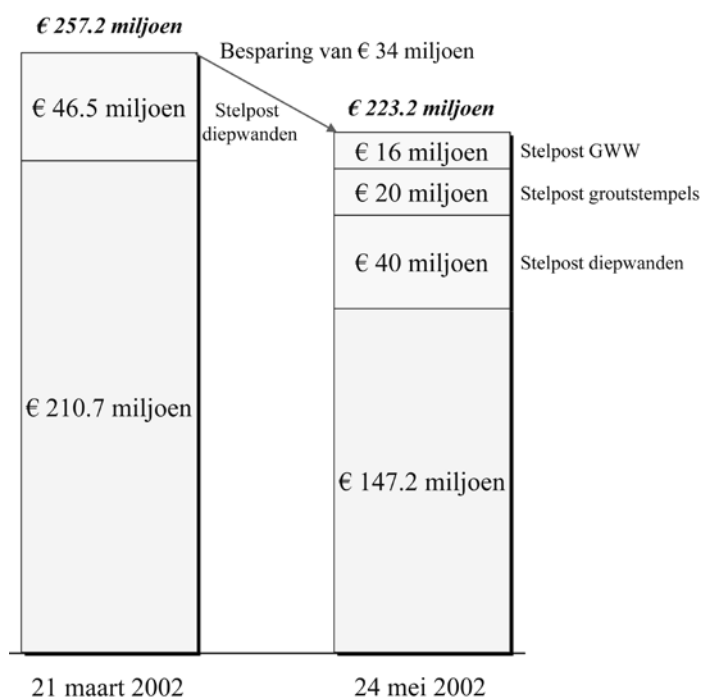 € 257.2 miljoen
Besparing van € 34 miljoen
€ 46.5 miljoen
Stelpost
diepwanden
€ 223.2 miljoen
€ 16 miljoen
Stelpost GWW
€ 20 miljoen
Stelpost groutstempels
€ 40 miljoen
Stelpost diepwanden
€ 210.7 miljoen
€ 147.2 miljoen
21 maart 2002
24 mei 2002